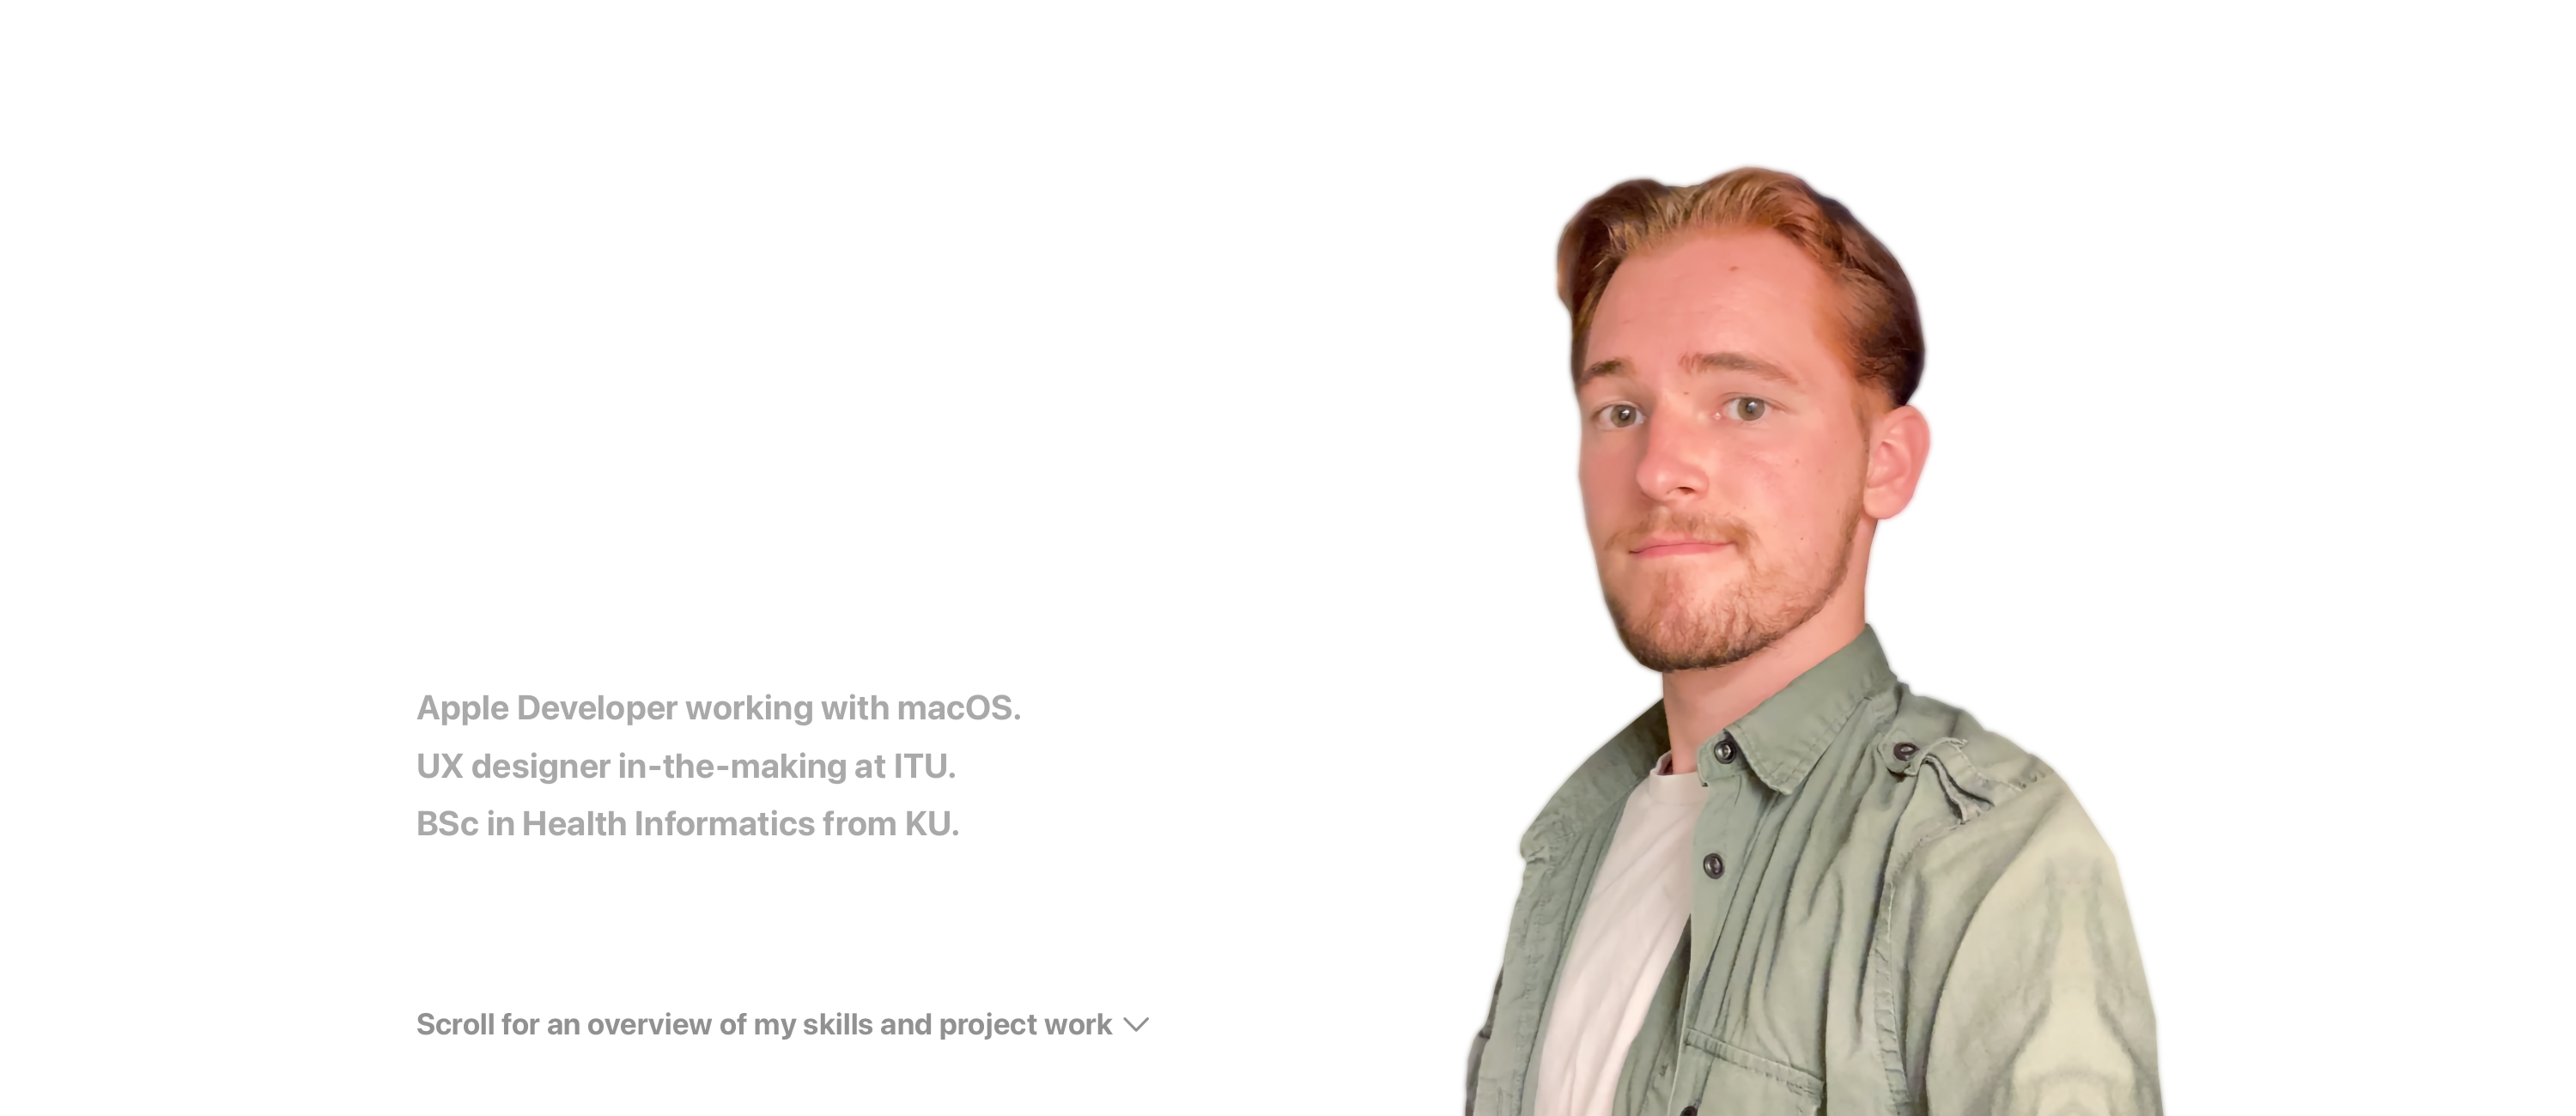 Apple Developer working with macOS.
UX designer in-the-making at ITU.
BSc in Health Informatics from KU.
Scroll for an overview of my skills and project work